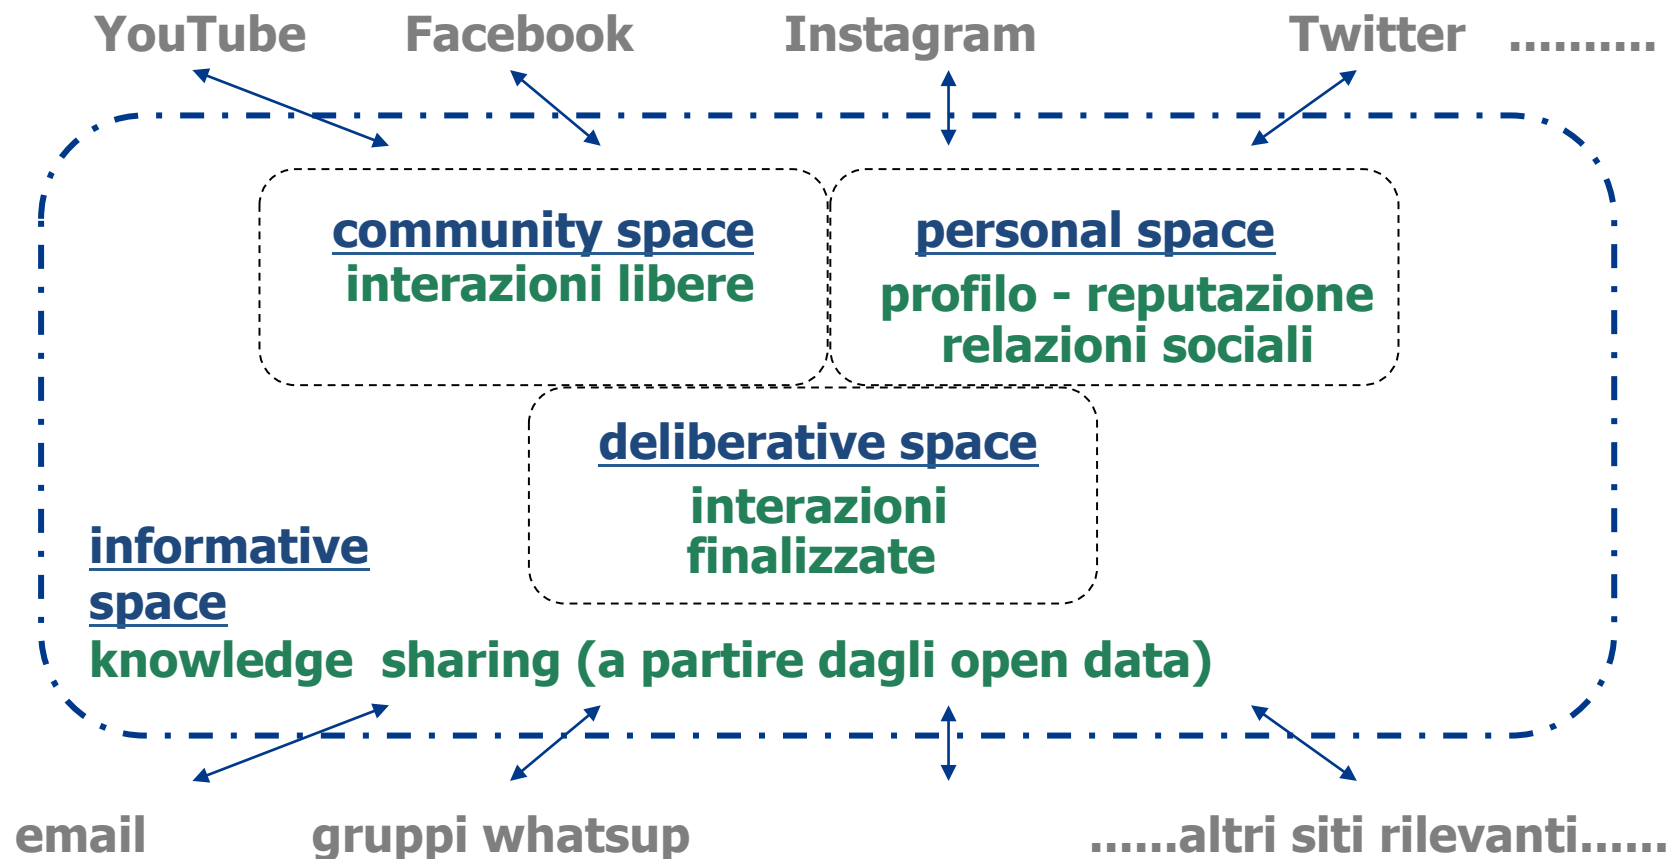 YouTube Facebook Instagram Twitter ..........
community space personal space
interazioni libere
profilo - reputazione
relazioni sociali
deliberative space
interazioni
finalizzate
informative
space
knowledge sharing (a partire dagli open data)
email gruppi whatsup ......altri siti rilevanti......